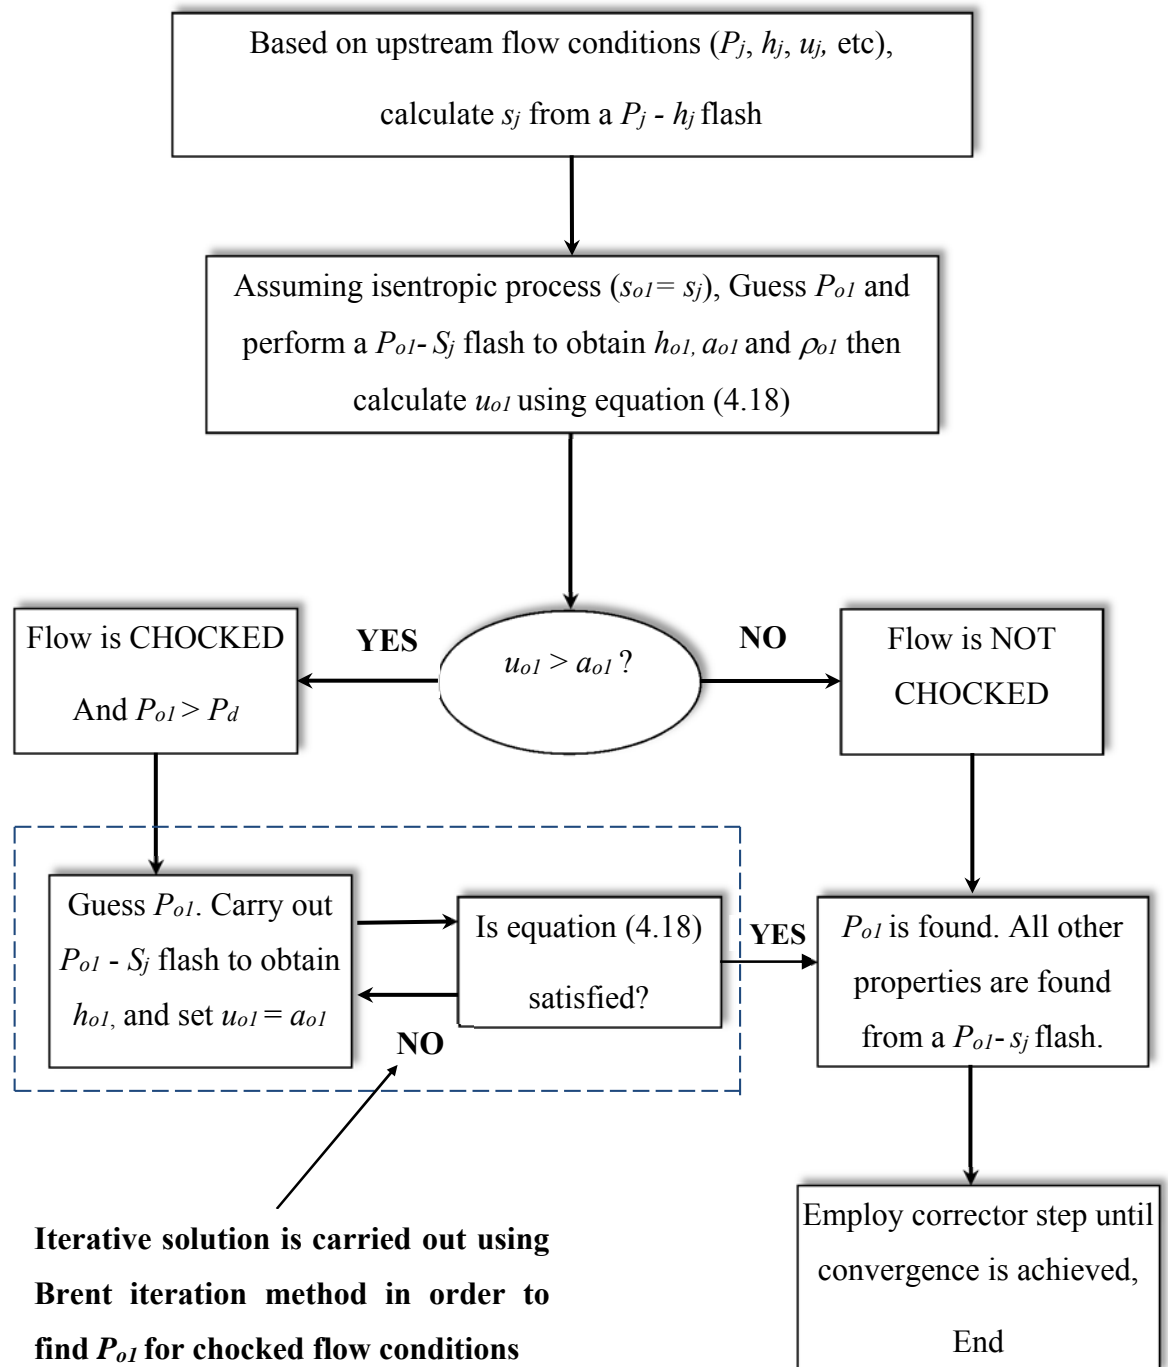 Based on upstream flow conditions (Pj, hj, uj, etc),
calculate sj from a Pj - hj flash
Assuming isentropic process (so1= sj), Guess Po1 and
perform a Po1- Sj flash to obtain ho1, ao1 and ρo1 then
calculate uo1 using equation (4.18)
uo1 > ao1 ?
YES
NO
Flow is CHOCKED
And Po1 > Pd
Flow is NOT
CHOCKED
Guess Po1. Carry out
Po1 - Sj flash to obtain
ho1, and set uo1 = ao1
Is equation (4.18)
satisfied?
NO
YES
Po1 is found. All other
properties are found
from a Po1- sj flash.
Iterative solution is carried out using
Brent iteration method in order to
find Po1 for chocked flow conditions
Employ corrector step until
convergence is achieved,
End